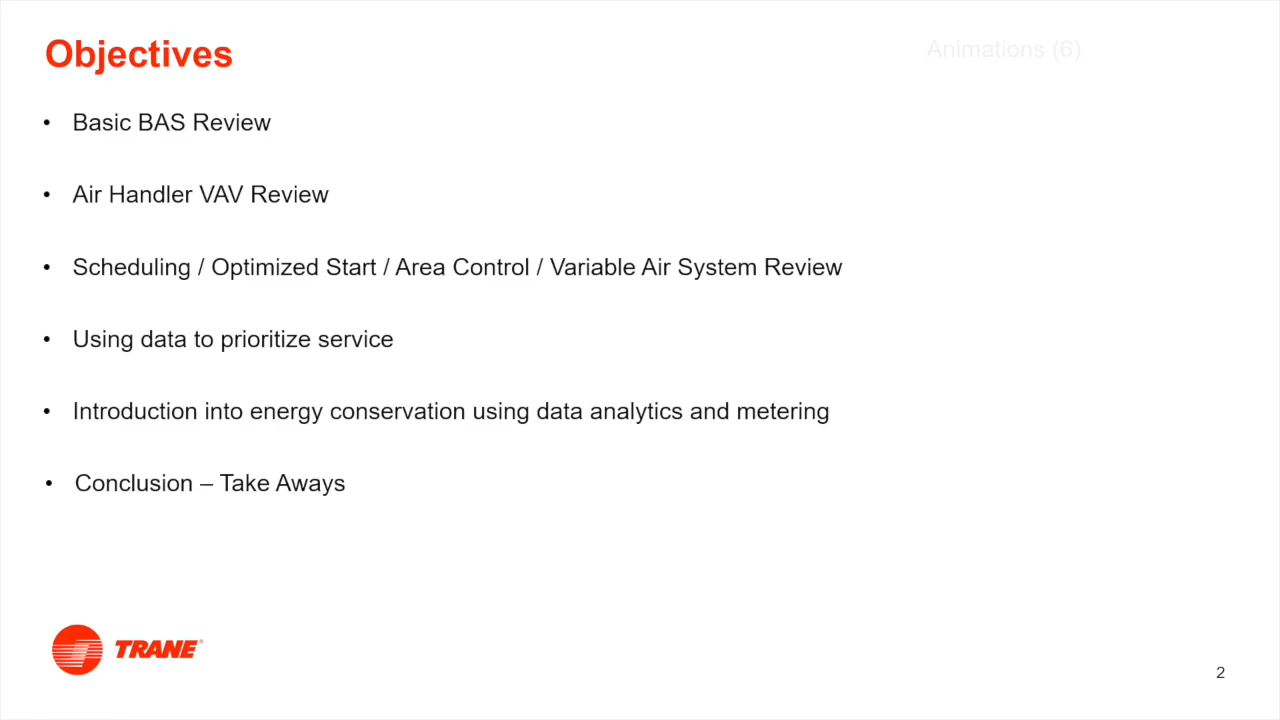 Objectives
Animations (6)
• Basic BAS Review
• Air Handler VAV Review
• Scheduling / Optimized Start / Area Control / Variable Air System Review
• Using data to prioritize service
• Introduction into energy conservation using data analytics and metering
• Conclusion – Take Aways
TRANE®
2